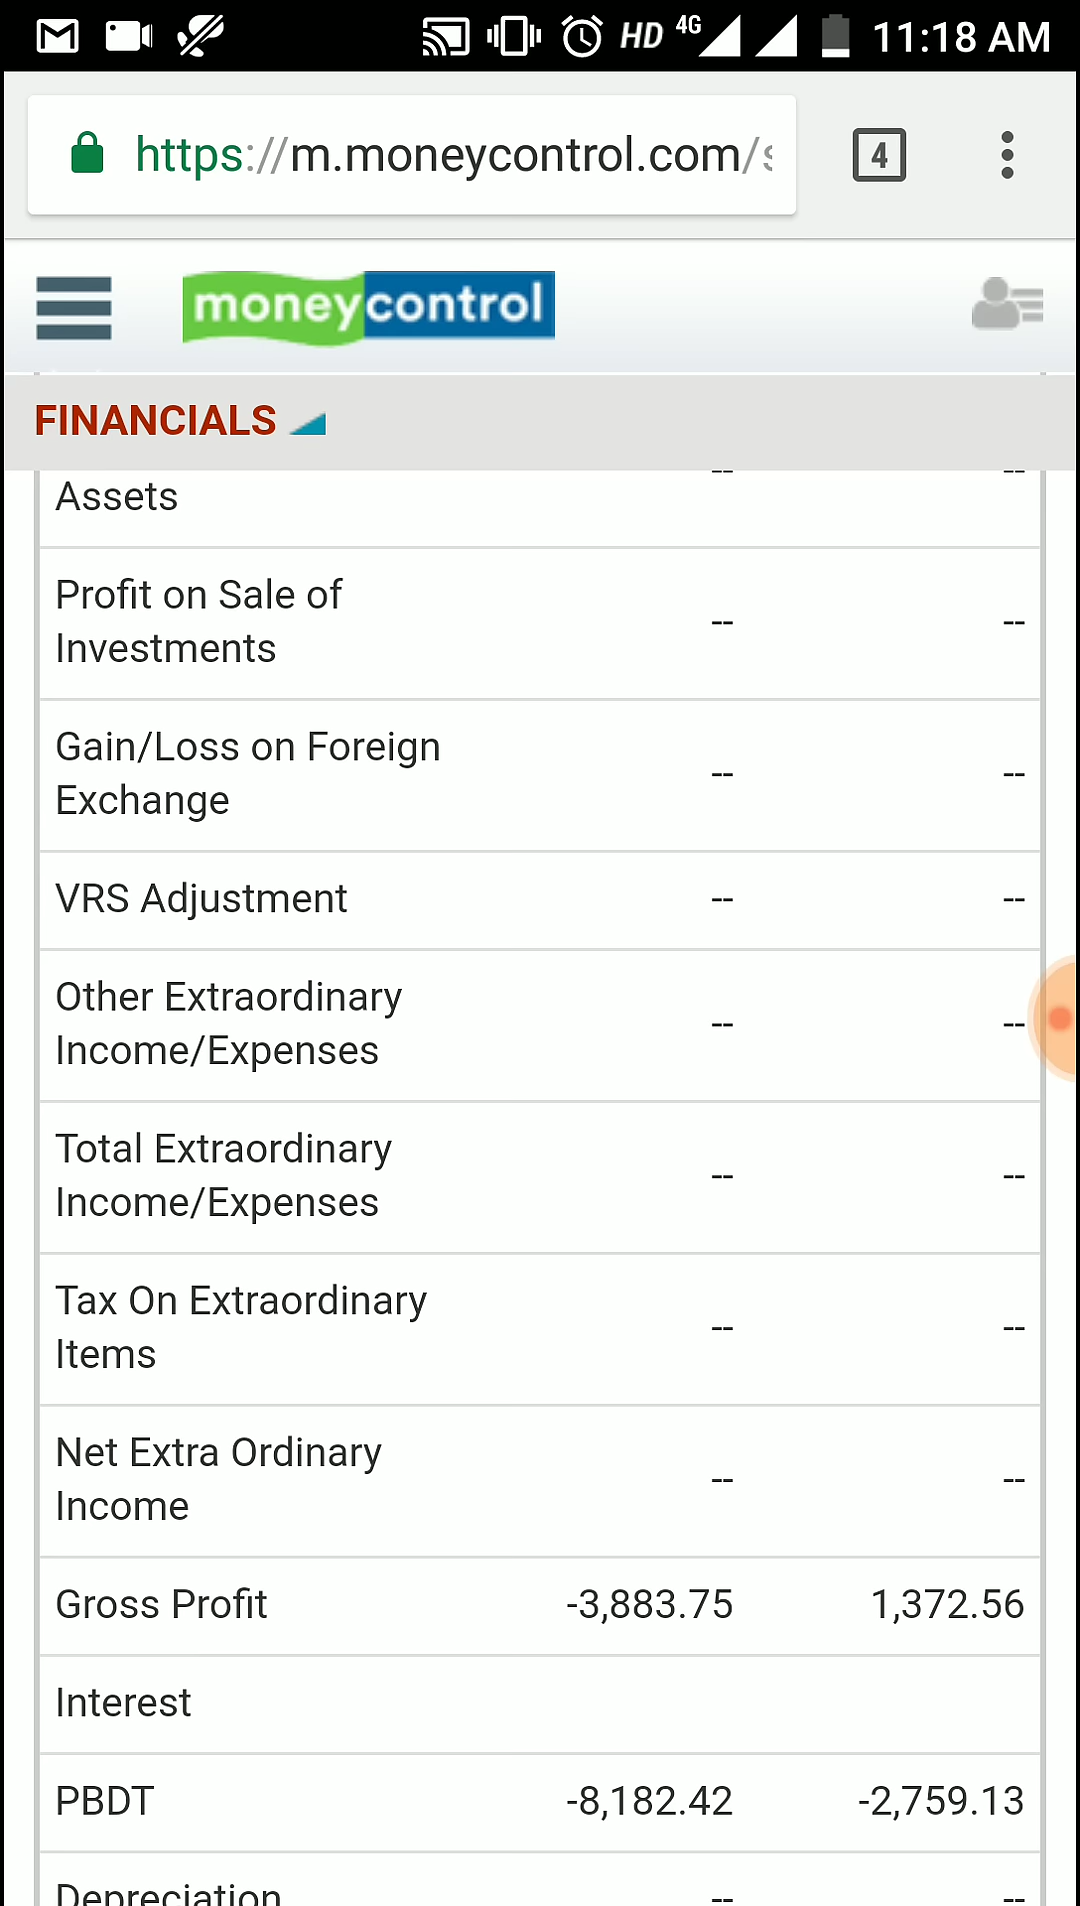 HD 4G 11:18 AM
https://m.moneycontrol.com/s
4
moneycontrol
FINANCIALS
Assets -- --
Profit on Sale of
Investments -- --
Gain/Loss on Foreign
Exchange -- --
VRS Adjustment -- --
Other Extraordinary
Income/Expenses -- --
Total Extraordinary
Income/Expenses -- --
Tax On Extraordinary
Items -- --
Net Extra Ordinary
Income -- --
Gross Profit -3,883.75 1,372.56
Interest
PBDT -8,182.42 -2,759.13
Depreciation -- --